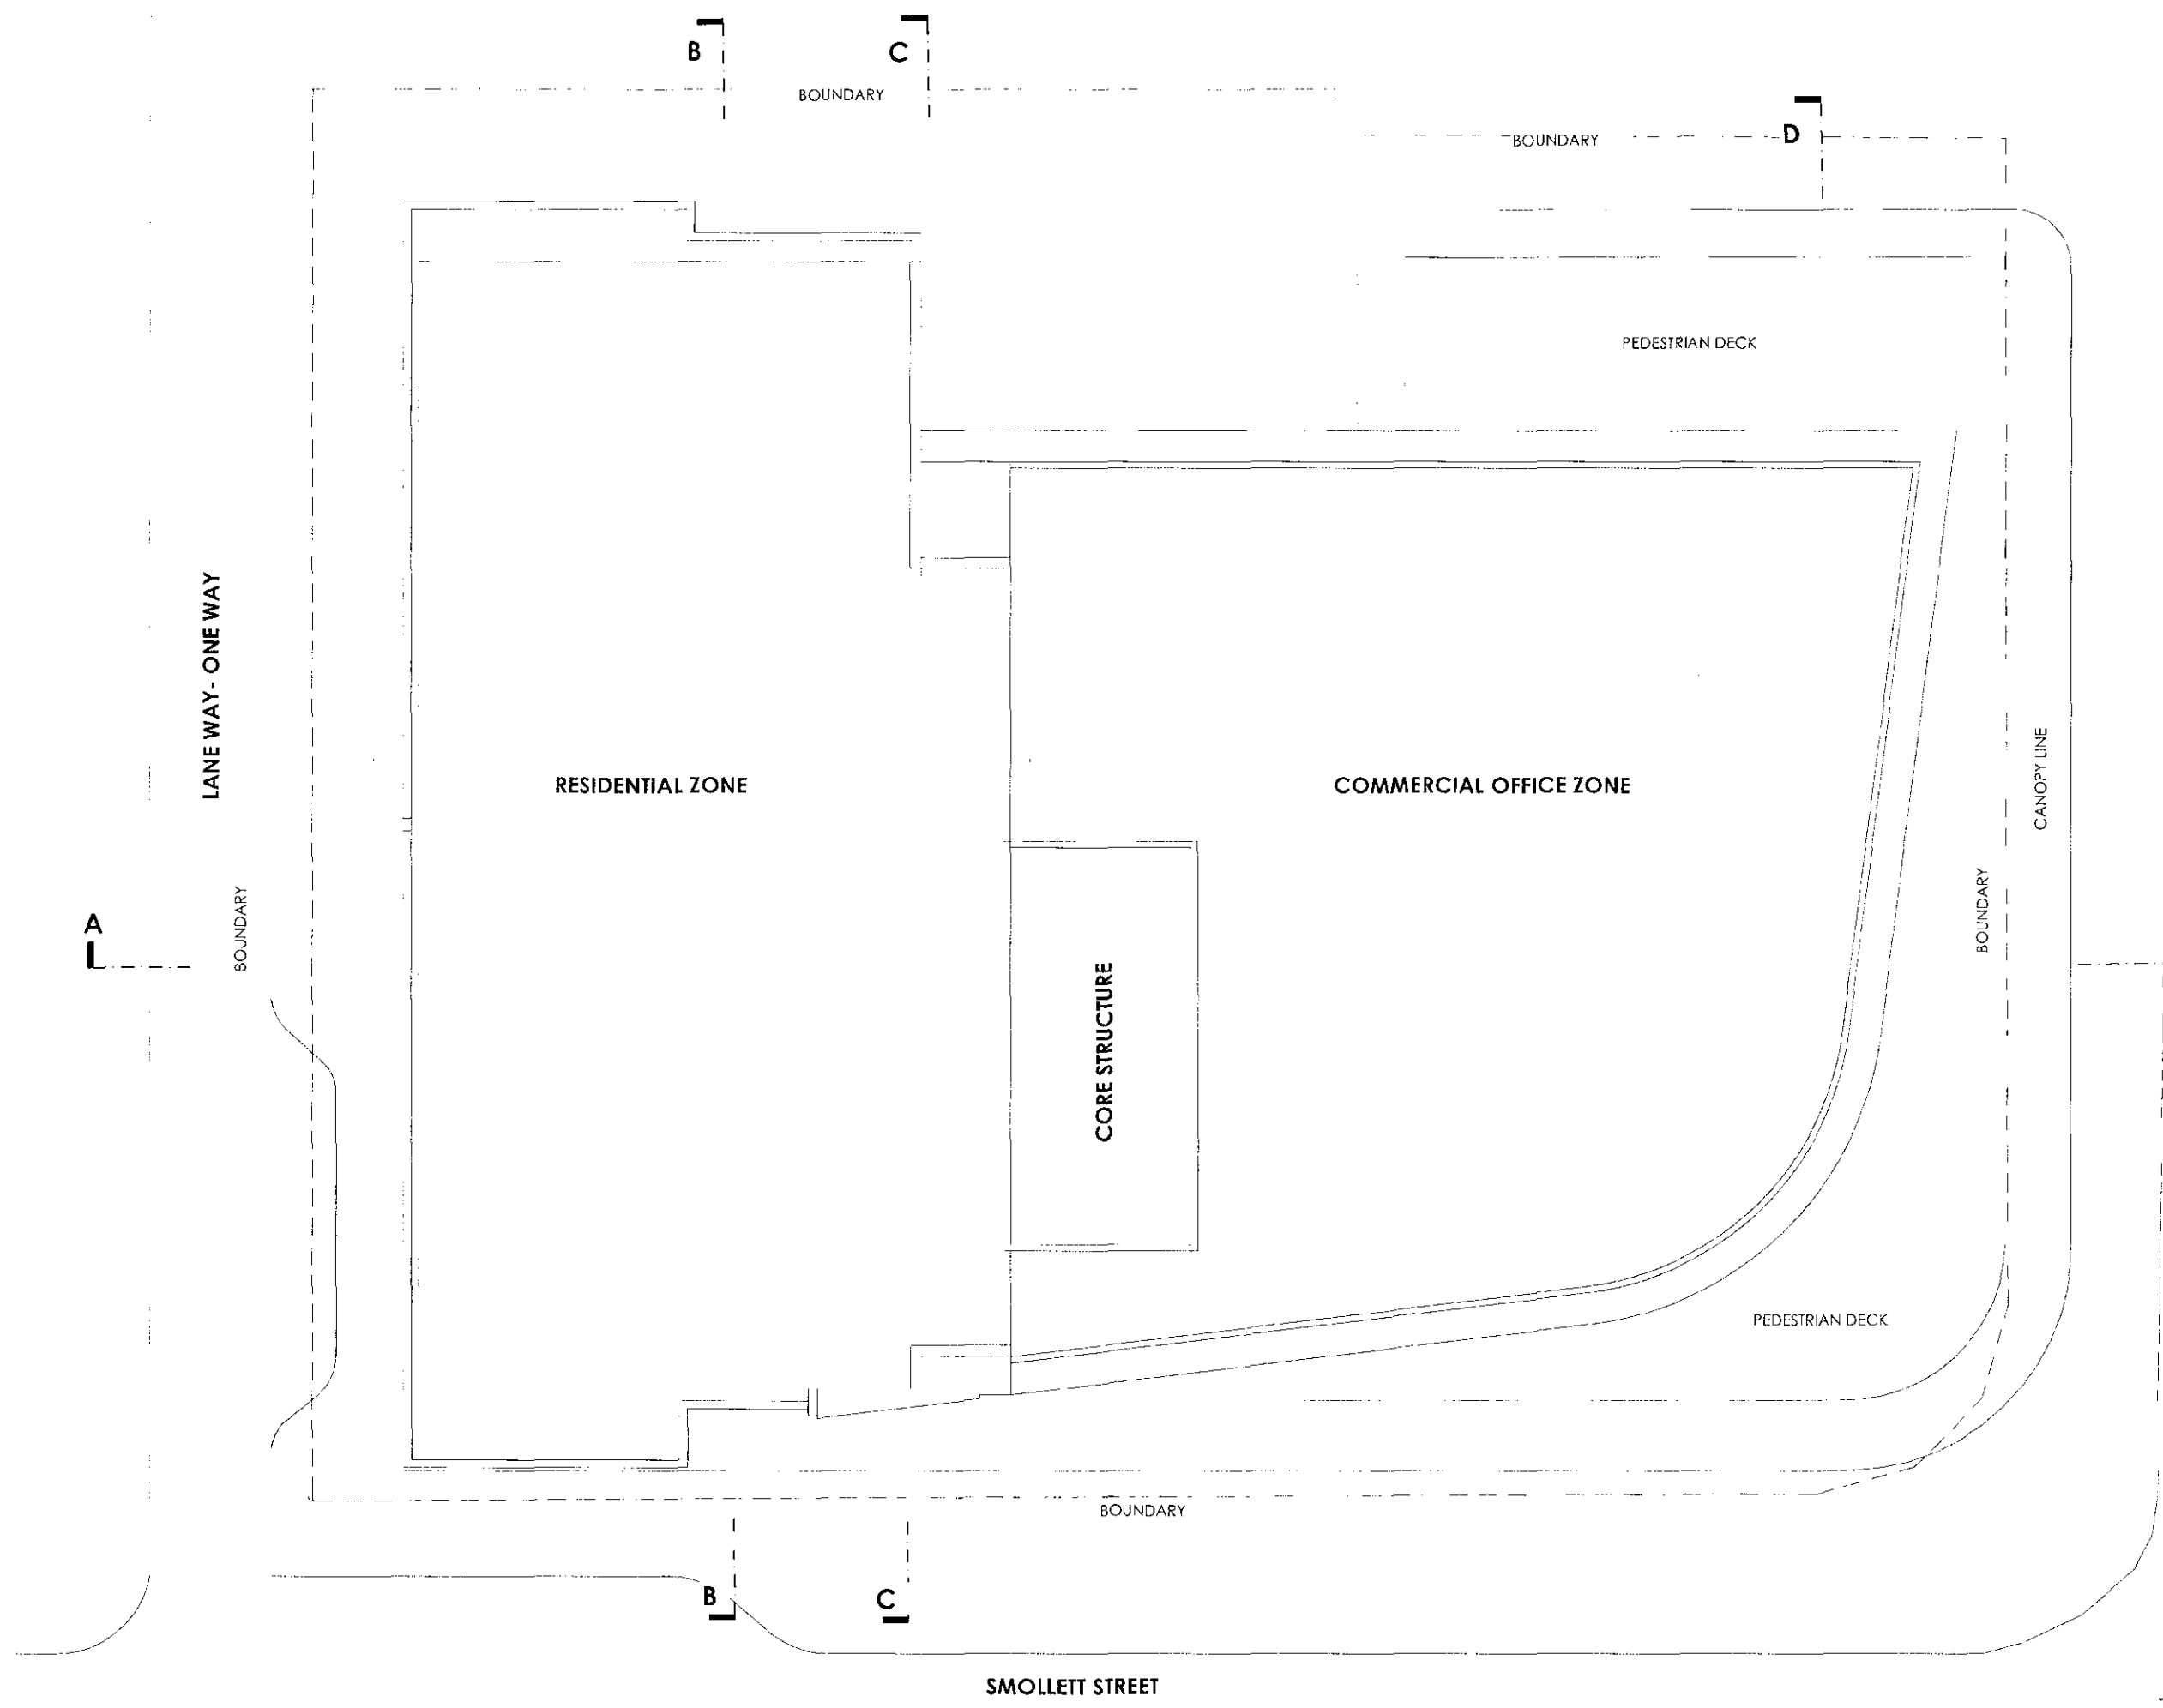 B
C
BOUNDARY
D
BOUNDARY
PEDESTRIAN DECK
LANE WAY - ONE WAY
RESIDENTIAL ZONE
COMMERCIAL OFFICE ZONE
CANOPY LINE
BOUNDARY
BOUNDARY
A
CORE STRUCTURE
PEDESTRIAN DECK
BOUNDARY
B
C
SMOLLETT STREET